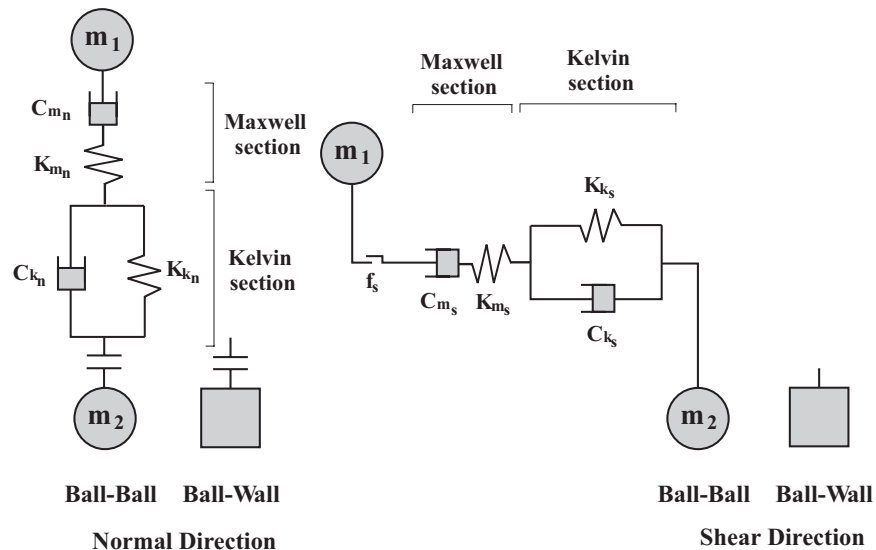 m1
Cmn
Kmn
Maxwell
section
Ckn
Kkn
Kelvin
section
m2
Ball-Ball Ball-Wall
Normal Direction
Maxwell
section
Kelvin
section
m1
fs
Cms
Kms
Kks
Cks
m2
Ball-Ball Ball-Wall
Shear Direction